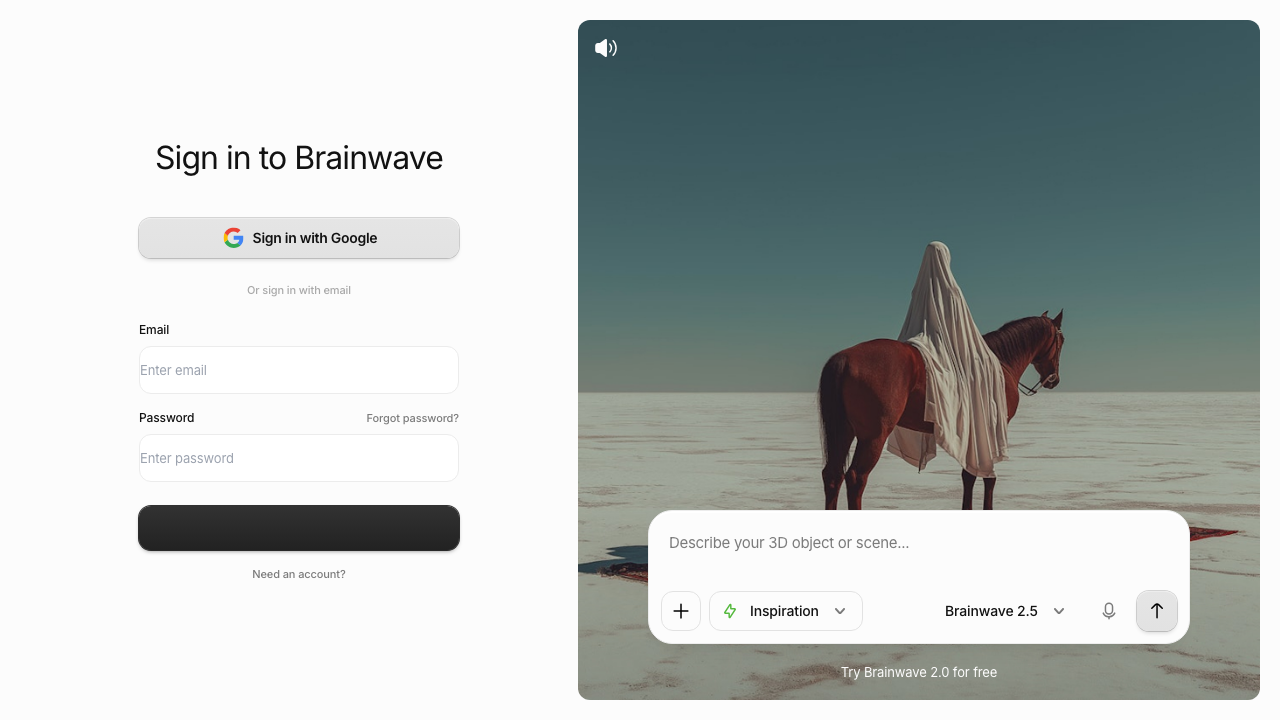 Sign in to Brainwave
Sign in with Google
Or sign in with email
Email
Enter email
Password
Forgot password?
Enter password
Need an account?
Describe your 3D object or scene...
Inspiration
Brainwave 2.5
Try Brainwave 2.0 for free